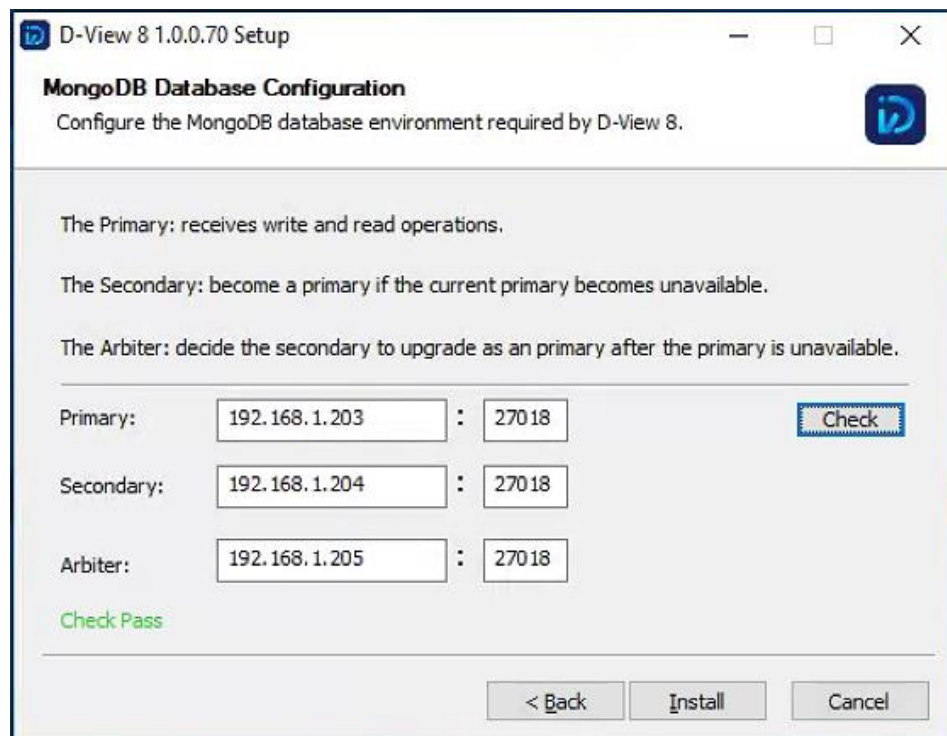 D-View 8 1.0.0.70 Setup
MongoDB Database Configuration
Configure the MongoDB database environment required by D-View 8.
The Primary: receives write and read operations.
The Secondary: become a primary if the current primary becomes unavailable.
The Arbiter: decide the secondary to upgrade as an primary after the primary is unavailable.
Primary: 192.168.1.203 : 27018 Check
Secondary: 192.168.1.204 : 27018
Arbiter: 192.168.1.205 : 27018
Check Pass
< Back Install Cancel